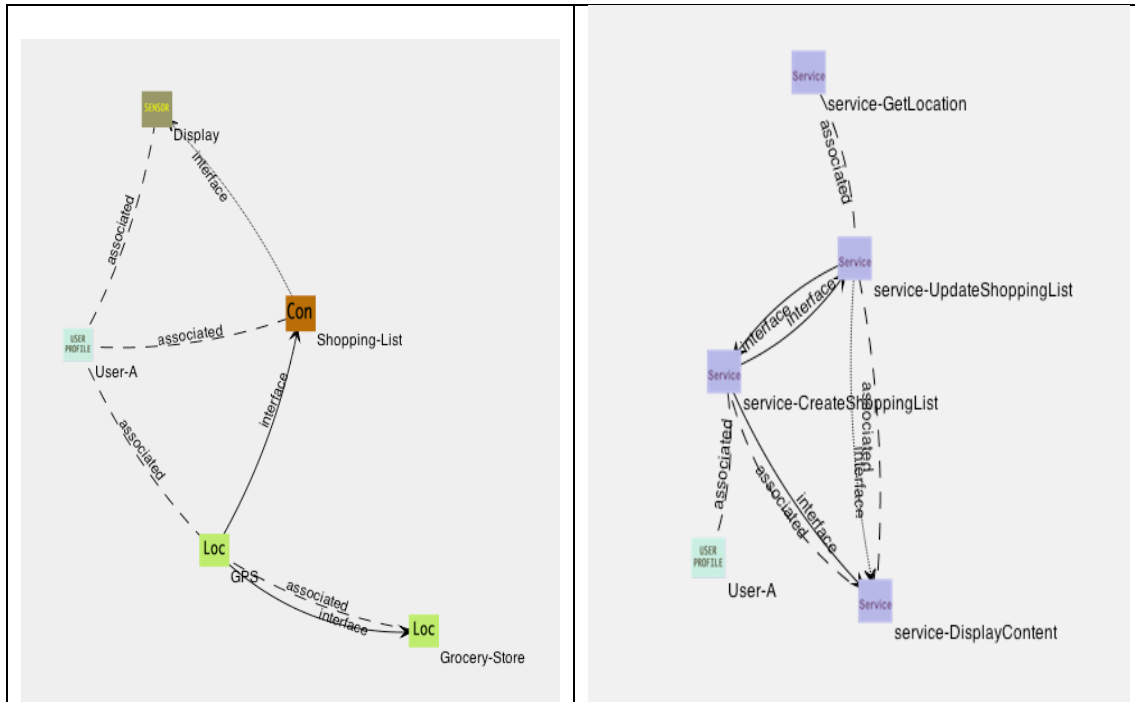 SENSOR
Display
interface
associated
Con
Shopping-List
associated
USER
PROFILE
User-A
interface
associated
Loc
GPS
associated
interface
Loc
Grocery-Store
Service
service-GetLocation
associated
Service
service-UpdateShoppingList
interface
interface
Service
service-CreateShoppingList
associated
interface
associated
associated
interface
USER
PROFILE
User-A
Service
service-DisplayContent